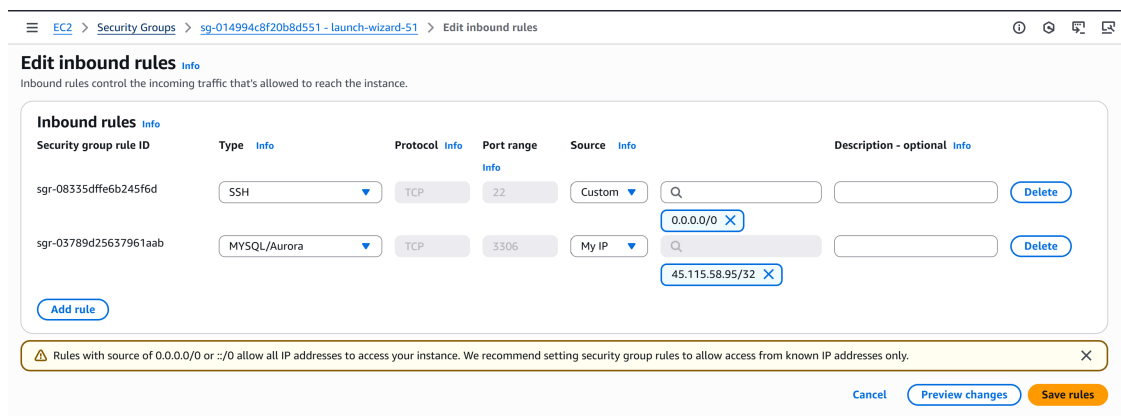 EC2 > Security Groups > sg-014994c8f20b8d551 - launch-wizard-51 > Edit inbound rules
Edit inbound rules Info
Inbound rules control the incoming traffic that's allowed to reach the instance.
Inbound rules Info
Security group rule ID Type Info Protocol Info Port range Info Source Info Description - optional Info
sgr-08335dffe6b245f6d SSH TCP 22 Custom Delete
0.0.0.0/0
sgr-03789d25637961aab MYSQL/Aurora TCP 3306 My IP Delete
45.115.58.95/32
Add rule
Rules with source of 0.0.0.0/0 or ::/0 allow all IP addresses to access your instance. We recommend setting security group rules to allow access from known IP addresses only.
Cancel Preview changes Save rules